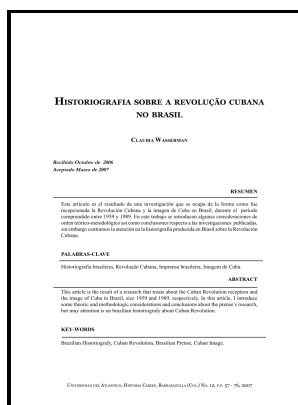 HISTORIOGRAFIA SOBRE A REVOLUÇÃO CUBANA
NO BRASIL
CLAUDIA WASSERMAN
Recibido Octubre de 2006
Aceptado Marzo de 2007
RESUMEN
Este artículo es el resultado de una investigación que se ocupa de la forma como fue
recepcionada la Revolución Cubana y la imagen de Cuba en Brasil, durante el período
comprendido entre 1959 y 1989. En este trabajo se introducen algunas consideraciones de
orden teórico-metodológico así como conclusiones respecto a las investigaciones publicadas,
sin embargo centramos la atención en la historigrafía producida en Brasil sobre la Revolución
Cubana.
PALABRAS-CLAVE
Historiografia brasileira, Revolução Cubana, Imprensa brasileira, Imagem de Cuba.
ABSTRACT
This article is the result of a research that treats about the Cuban Revolution reception and
the image of Cuba in Brazil, size 1959 and 1989, respectively. In this article, I introduce
some theoric and methodologic considerations and conclusions about the prense's research,
but may attention is on brazilian historiografy about Cuban Revolution.
KEY-WORDS
Brazilian Historiografy, Cuban Revolution, Brasilian Prense, Cuban Image.
UNIVERSIDAD DEL ATLÁNTICO, HISTORIA CARIBE, BARRANQUILLA (COL.) NO. 12, P.P. 57 - 76, 2007